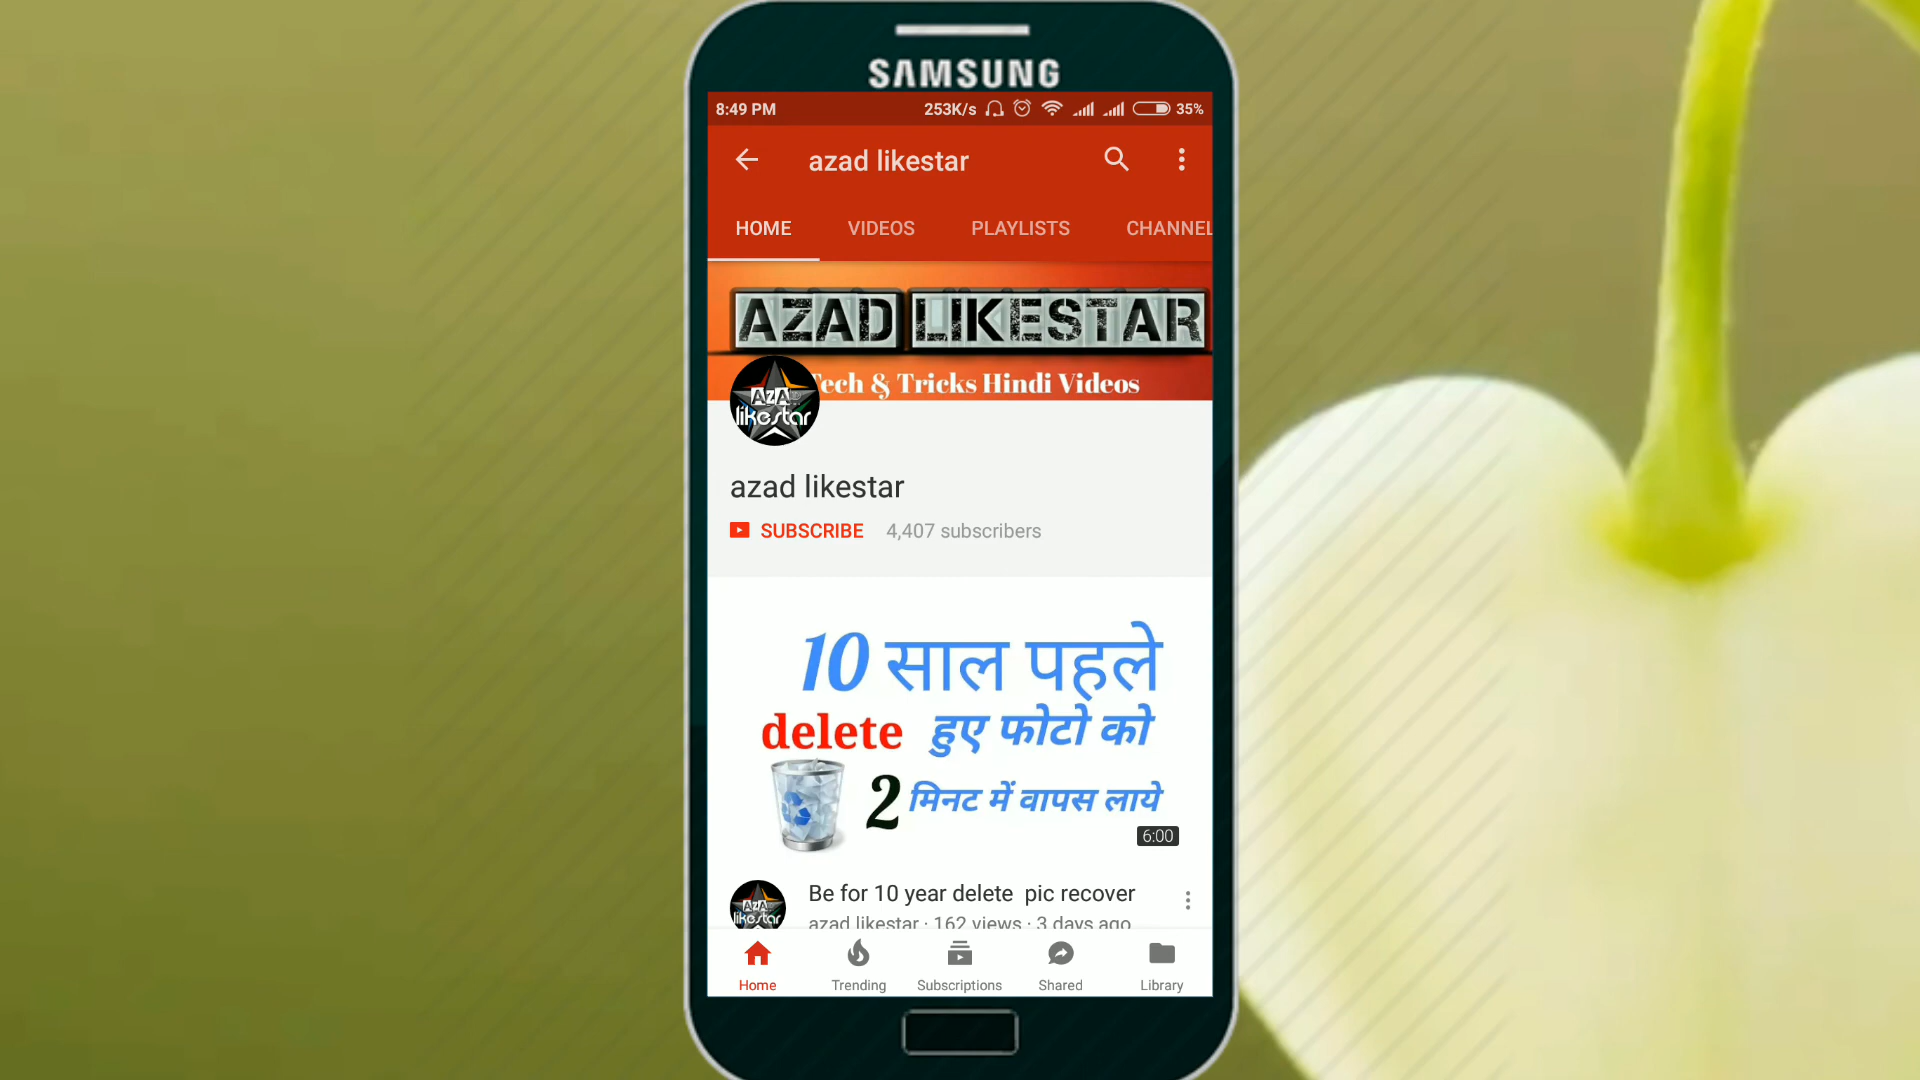 SAMSUNG
8:49 PM 253K/s 35%
azad likestar
HOME VIDEOS PLAYLISTS CHANNEL
AZAD LIKESTAR
Tech & Tricks Hindi Videos
AzA
likestar
azad likestar
SUBSCRIBE 4,407 subscribers
10 साल पहले
delete हुए फोटो को
2 मिनट में वापस लाये
6:00
AzA
likestar
Be for 10 year delete pic recover
azad likestar · 162 views · 3 days ago
Home Trending Subscriptions Shared Library